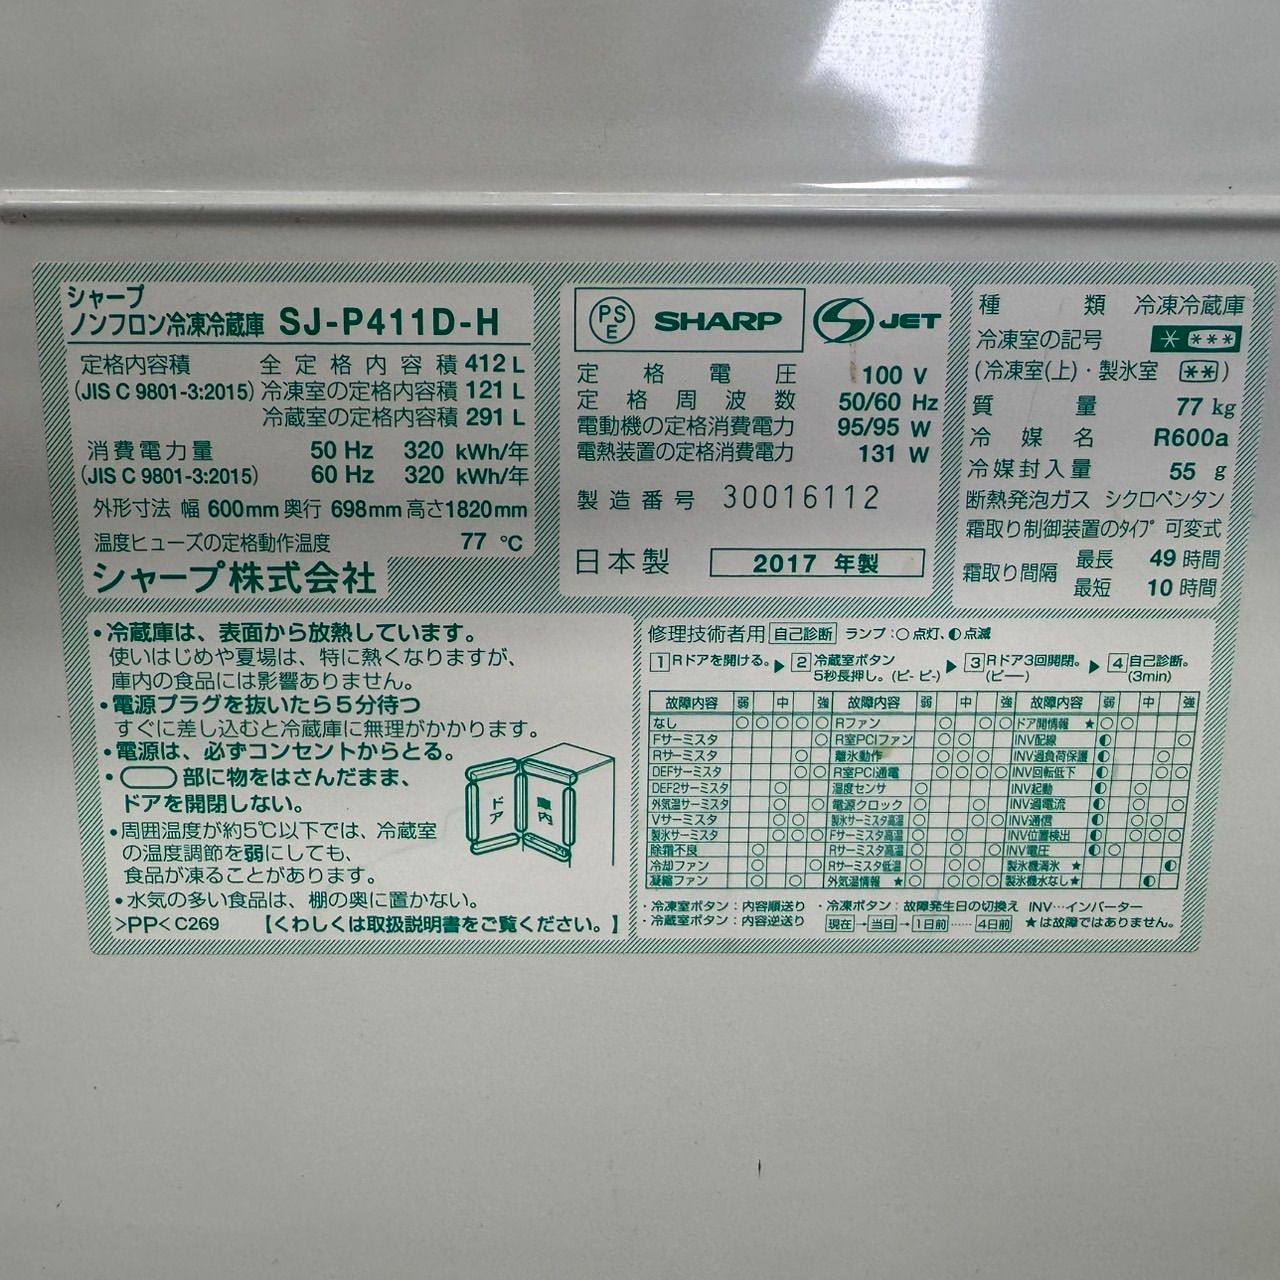 シャープ
ノンフロン冷凍冷蔵庫 SJ-P411D-H
定格内容積 全定格内容積 412 L
(JIS C 9801-3:2015) 冷凍室の定格内容積 121 L
冷蔵室の定格内容積 291 L
消費電力量 50 Hz 320 kWh/年
(JIS C 9801-3:2015) 60 Hz 320 kWh/年
外形寸法 幅 600mm 奥行 698mm 高さ1820mm
温度ヒューズの定格動作温度 77 ℃
シャープ株式会社
PSE SHARP JET
定格電圧 100 V
定格周波数 50/60 Hz
電動機の定格消費電力 95/95 W
電熱装置の定格消費電力 131 W
製造番号 30016112
日本製 2017 年製
種類 冷凍冷蔵庫
冷凍室の記号 * ***
(冷凍室(上)・製氷室 **)
質量 77 kg
冷媒名 R600a
冷媒封入量 55 g
断熱発泡ガス シクロペンタン
霜取り制御装置のタイプ 可変式
霜取り間隔 最長 49 時間
最短 10 時間
・冷蔵庫は、表面から放熱しています。
使いはじめや夏場は、特に熱くなりますが、
庫内の食品には影響ありません。
・電源プラグを抜いたら5分待つ
すぐに差し込むと冷蔵庫に無理がかかります。
・電源は、必ずコンセントからとる。
・ 部に物をはさんだまま、
ドアを開閉しない。
・周囲温度が約5℃以下では、冷蔵室
の温度調節を弱にしても、
食品が凍ることがあります。
・水気の多い食品は、棚の奥に置かない。
>PP< C269 【くわしくは取扱説明書をご覧ください。】
ドア
庫内
修理技術者用 自己診断 ランプ:○点灯、◐点滅
1 Rドアを開ける。 ▶ 2 冷蔵室ボタン 5秒長押し。(ピ- ピ-) ▶ 3 Rドア3回開閉。(ピー) ▶ 4 自己診断。(3min)
故障内容 弱 中 強 故障内容 弱 中 強 故障内容 弱 中 強
なし ○ ○ ○ ○ ○ Rファン ドア開情報 ★
Fサーミスタ R室PCIファン INV配線
Rサーミスタ 離氷動作 INV過負荷保護
DEFサーミスタ R室PCI通電 INV回転低下
DEF2サーミスタ 湿度センサ INV起動
外気温サーミスタ 電源クロック INV過電流
Vサーミスタ 製氷サーミスタ高温 INV通信
製氷サーミスタ Fサーミスタ高温 INV位置検出
除霜不良 Rサーミスタ高温 INV電圧
冷却ファン Rサーミスタ低温 製氷機満氷 ★
凝縮ファン 外気温情報 ★ 製氷機水なし★
・冷凍室ボタン：内容順送り ・冷凍ボタン：故障発生日の切換え INV…インバーター
・冷蔵室ボタン：内容逆送り 現在→当日→1日前……4日前 ★は故障ではありません。